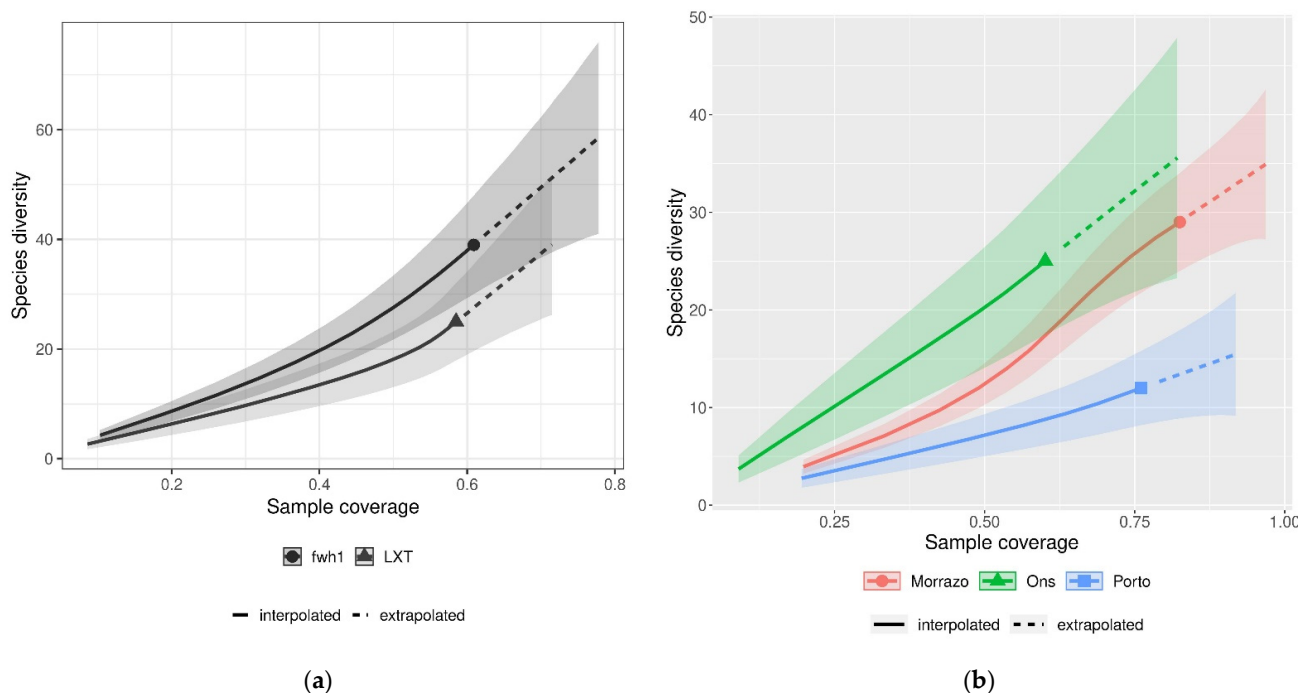 Species diversity
60
40
20
0
0.2
0.4
0.6
0.8
Sample coverage
fwh1
LXT
interpolated
extrapolated
(a)
Species diversity
50
40
30
20
10
0
0.25
0.50
0.75
1.00
Sample coverage
Morrazo
Ons
Porto
interpolated
extrapolated
(b)